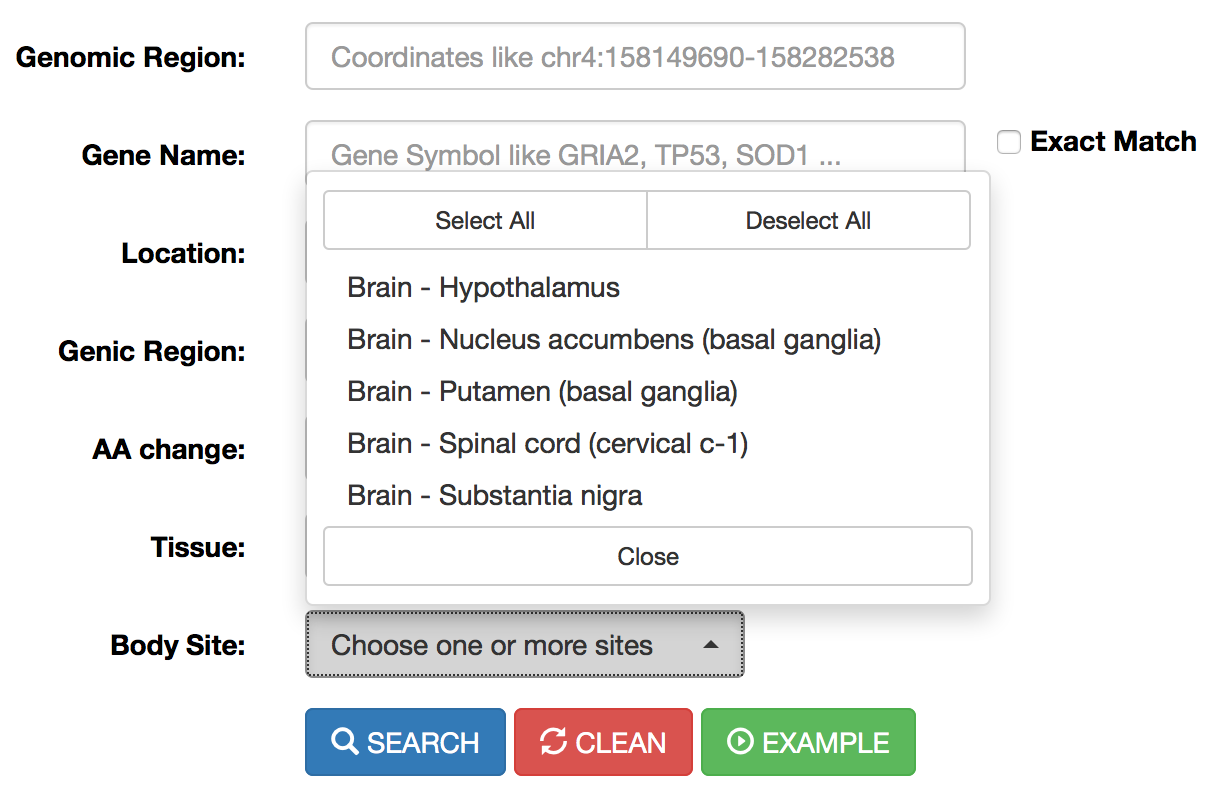 Genomic Region: Coordinates like chr4:158149690-158282538
Gene Name: Gene Symbol like GRIA2, TP53, SOD1 ... Exact Match
Select All Deselect All
Location:
Brain - Hypothalamus
Brain - Nucleus accumbens (basal ganglia)
Genic Region:
Brain - Putamen (basal ganglia)
AA change:
Brain - Spinal cord (cervical c-1)
Brain - Substantia nigra
Tissue:
Close
Body Site: Choose one or more sites
SEARCH CLEAN EXAMPLE